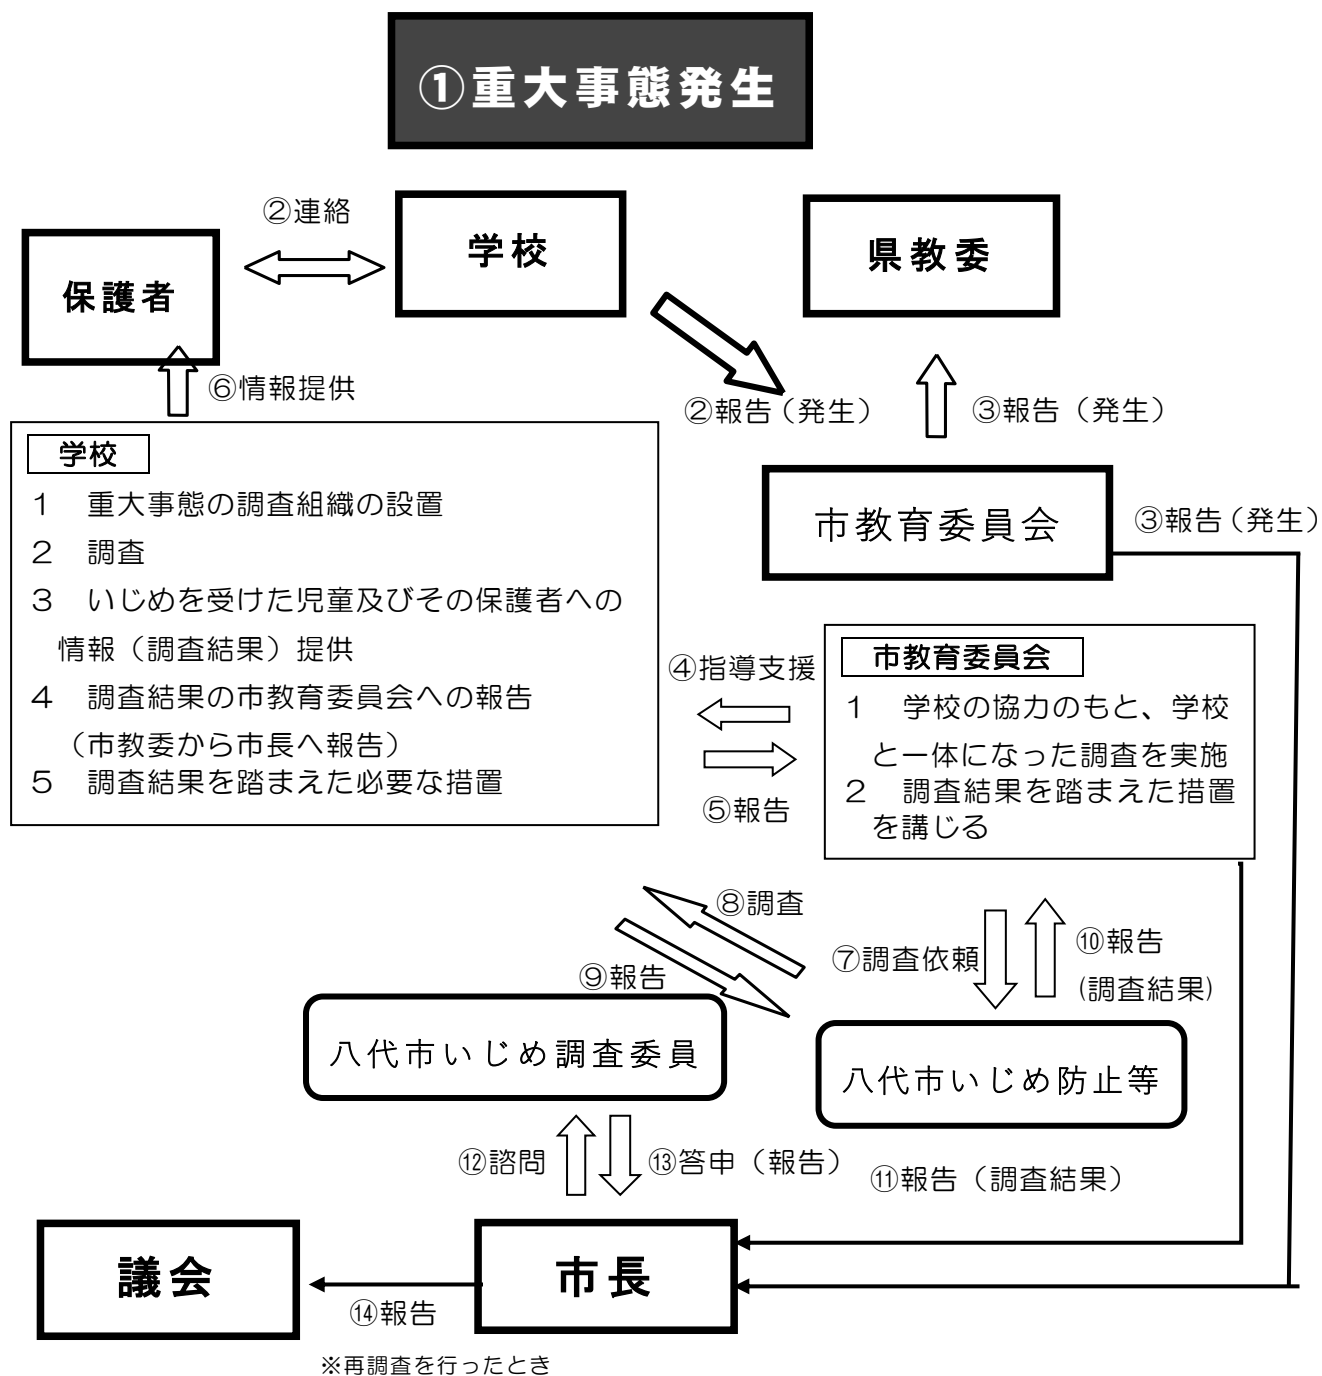 ①重大事態発生
②連絡
学校
県教委
保護者
⑥情報提供
②報告（発生）
③報告（発生）
学校
１　重大事態の調査組織の設置
２　調査
３　いじめを受けた児童及びその保護者への
情報（調査結果）提供
４　調査結果の市教育委員会への報告
（市教委から市長へ報告）
５　調査結果を踏まえた必要な措置
市教育委員会
③報告（発生）
④指導支援
⑤報告
市教育委員会
１　学校の協力のもと、学校
と一体になった調査を実施
２　調査結果を踏まえた措置
を講じる
⑧調査
⑨報告
⑦調査依頼
⑩報告
(調査結果)
八代市いじめ調査委員
八代市いじめ防止等
⑫諮問
⑬答申（報告）
⑪報告（調査結果）
議会
市長
⑭報告
※再調査を行ったとき